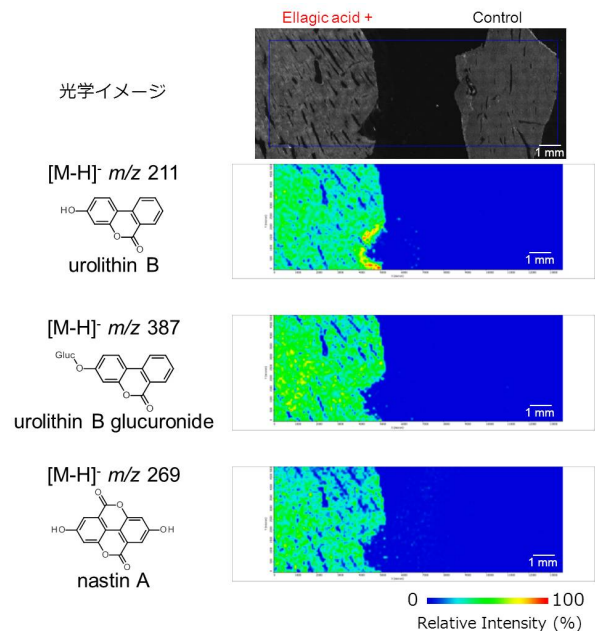 Ellagic acid + Control
光学イメージ
1 mm
[M-H]- m/z 211
HO
O
O
urolithin B
1 mm
[M-H]- m/z 387
Gluc
O
O
O
urolithin B glucuronide
1 mm
[M-H]- m/z 269
O
O
HO
OH
O
O
nastin A
1 mm
0 100
Relative Intensity (%)